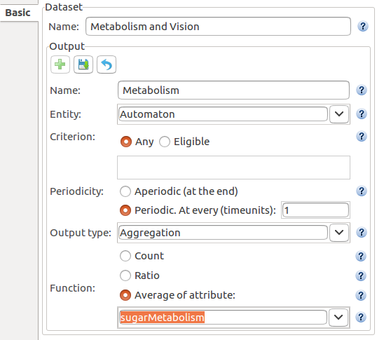 Basic
Dataset
Name: Metabolism and Vision
Output
Name: Metabolism
Entity: Automaton
Criterion: Any Eligible
Periodicity: Aperiodic (at the end)
Periodic. At every (timeunits): 1
Output type: Aggregation
Count
Ratio
Function: Average of attribute:
sugarMetabolism